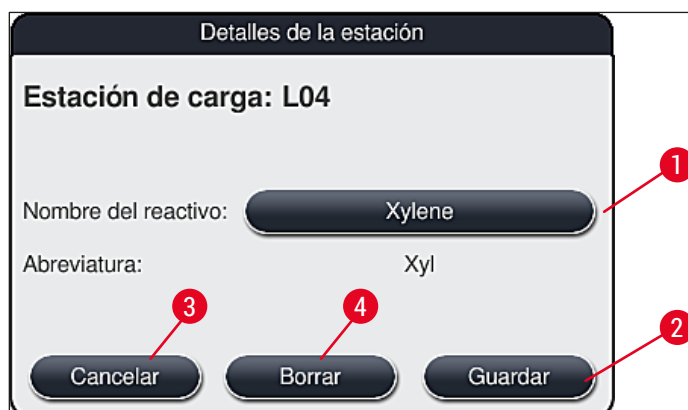 Detalles de la estación
Estación de carga: L04
1
Nombre del reactivo: Xylene
Abreviatura: Xyl
3 4 2
Cancelar Borrar Guardar